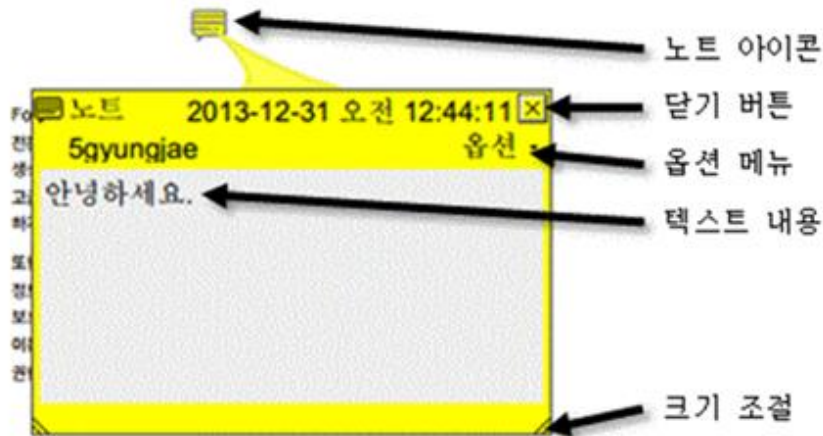 노트 아이콘
노트 2013-12-31 오전 12:44:11
닫기 버튼
5gyungjae 옵션
옵션 메뉴
안녕하세요.
텍스트 내용
크기 조절